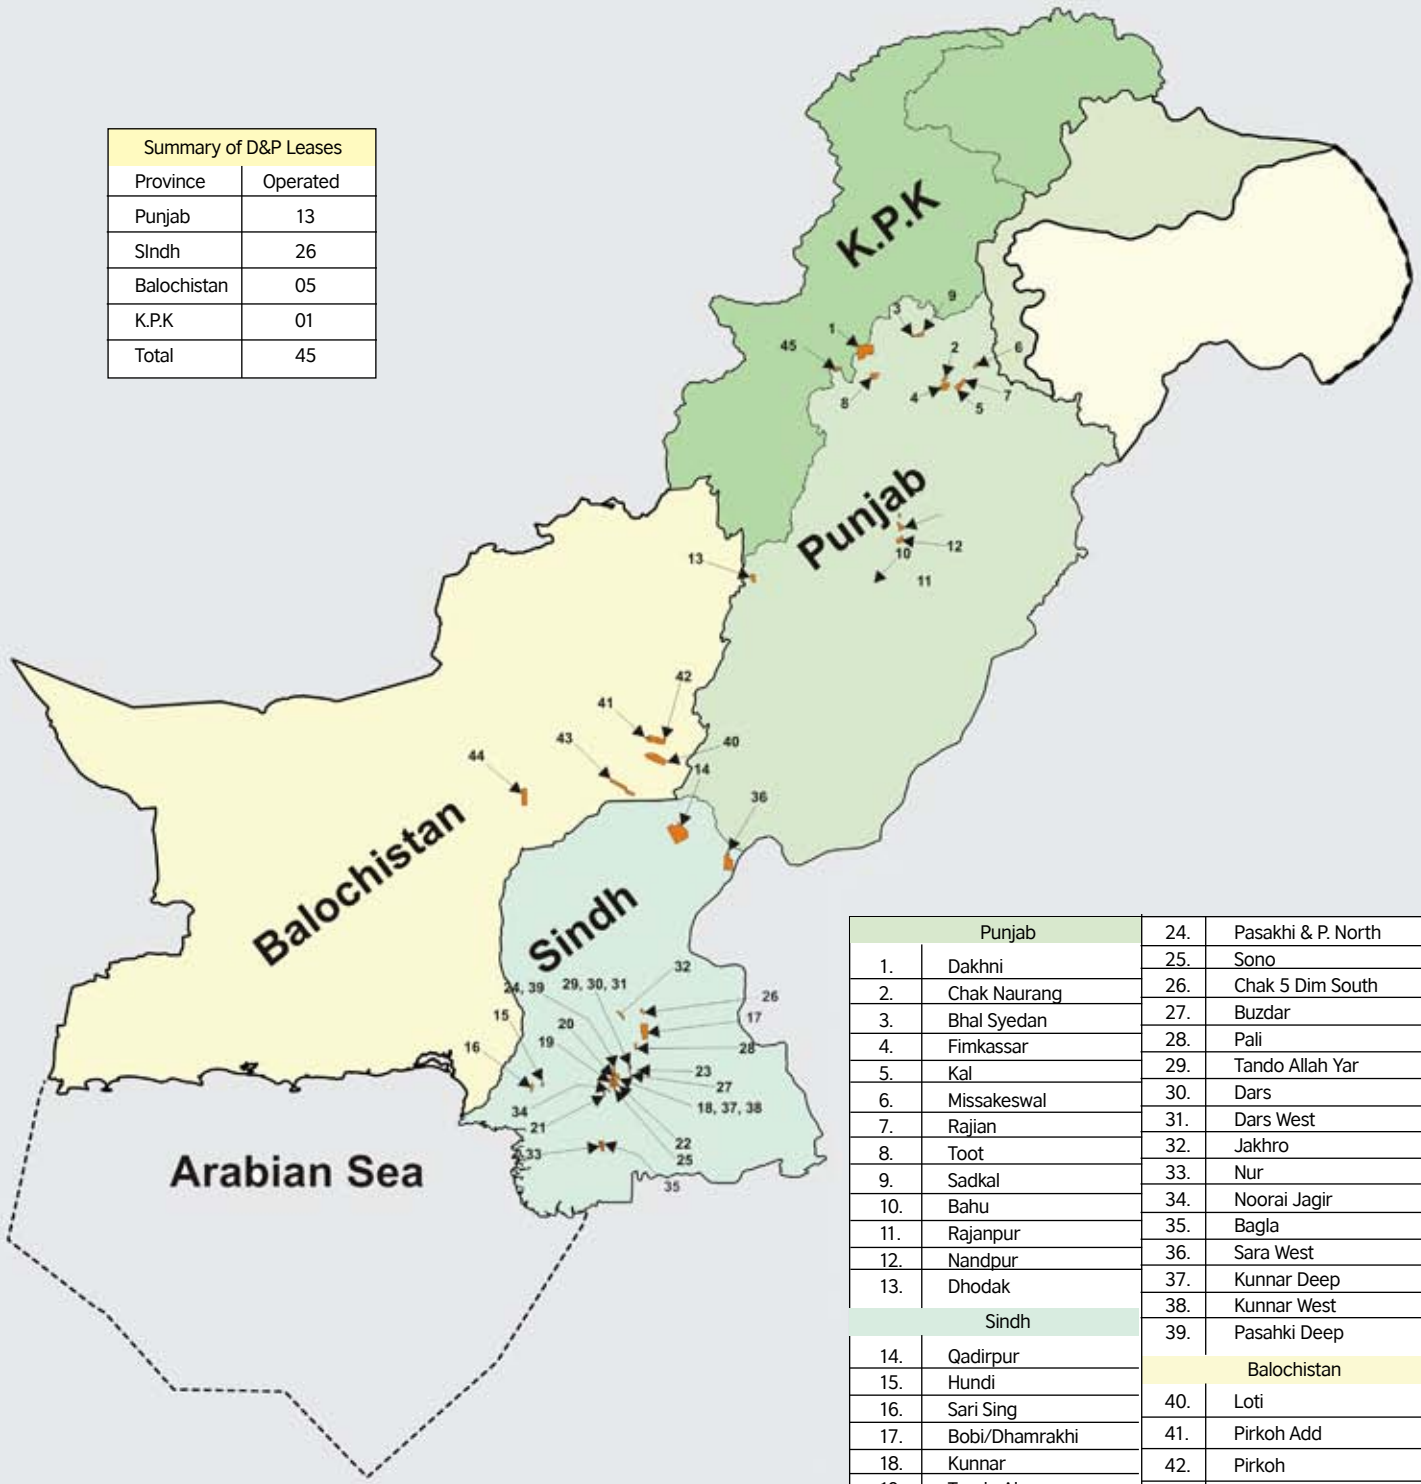 Summary of D&P Leases
Province Operated
Punjab 13
SIndh 26
Balochistan 05
K.P.K 01
Total 45
K.P.K
9
3
1
45
2
6
8
4
5
7
Punjab
12
10
11
13
42
41
40
43
14
44
36
Balochistan
Sindh
32
24, 39
29, 30, 31
26
15
17
20
19
28
16
23
27
34
18, 37, 38
21
22
33
25
35
Arabian Sea
Punjab
1. Dakhni
2. Chak Naurang
3. Bhal Syedan
4. Fimkassar
5. Kal
6. Missakeswal
7. Rajian
8. Toot
9. Sadkal
10. Bahu
11. Rajanpur
12. Nandpur
13. Dhodak
Sindh
14. Qadirpur
15. Hundi
16. Sari Sing
17. Bobi/Dhamrakhi
18. Kunnar
24. Pasakhi & P. North
25. Sono
26. Chak 5 Dim South
27. Buzdar
28. Pali
29. Tando Allah Yar
30. Dars
31. Dars West
32. Jakhro
33. Nur
34. Noorai Jagir
35. Bagla
36. Sara West
37. Kunnar Deep
38. Kunnar West
39. Pasahki Deep
Balochistan
40. Loti
41. Pirkoh Add
42. Pirkoh